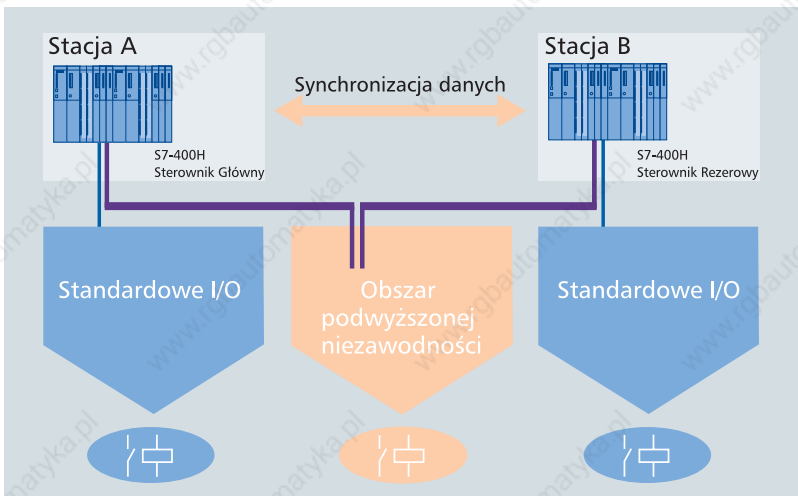 Stacja A
Stacja B
Synchronizacja danych
S7-400H
Sterownik Główny
S7-400H
Sterownik Rezerowy
Standardowe I/O
Obszar
podwyższonej
niezawodności
Standardowe I/O
www.rgbautomatyka.pl